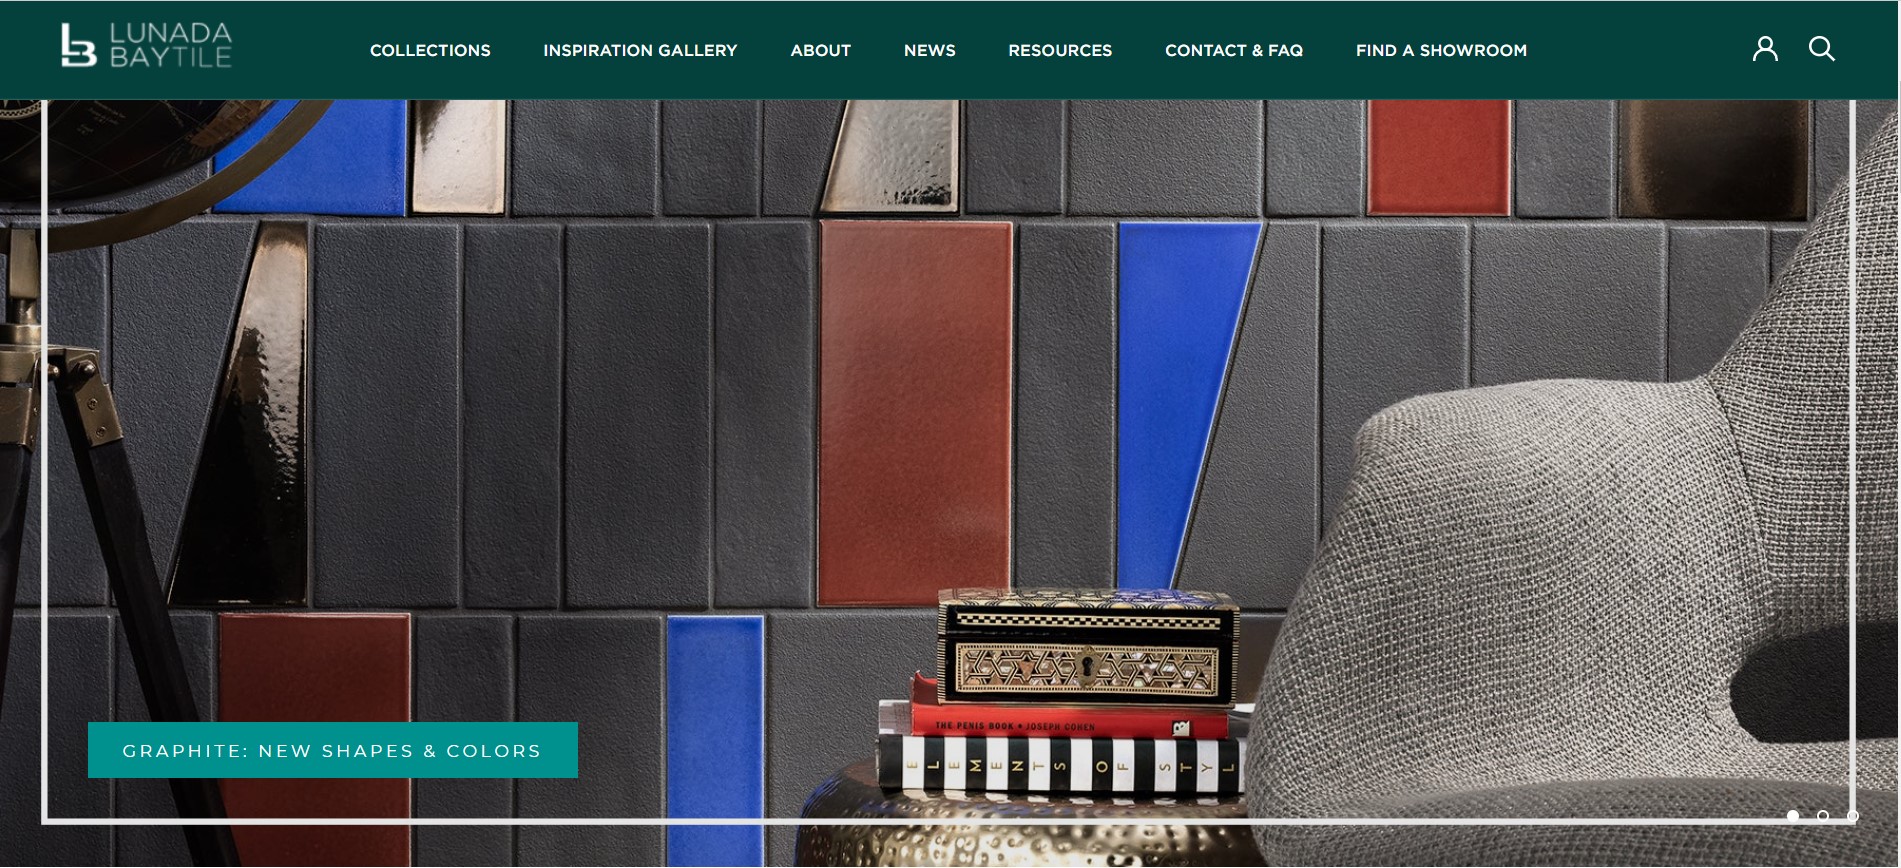 LUNADA
BAYTILE
COLLECTIONS
INSPIRATION GALLERY
ABOUT
NEWS
RESOURCES
CONTACT & FAQ
FIND A SHOWROOM
THE PENIS BOOK • JOSEPH COHEN
GRAPHITE: NEW SHAPES & COLORS
ELEMENTS OF STYL